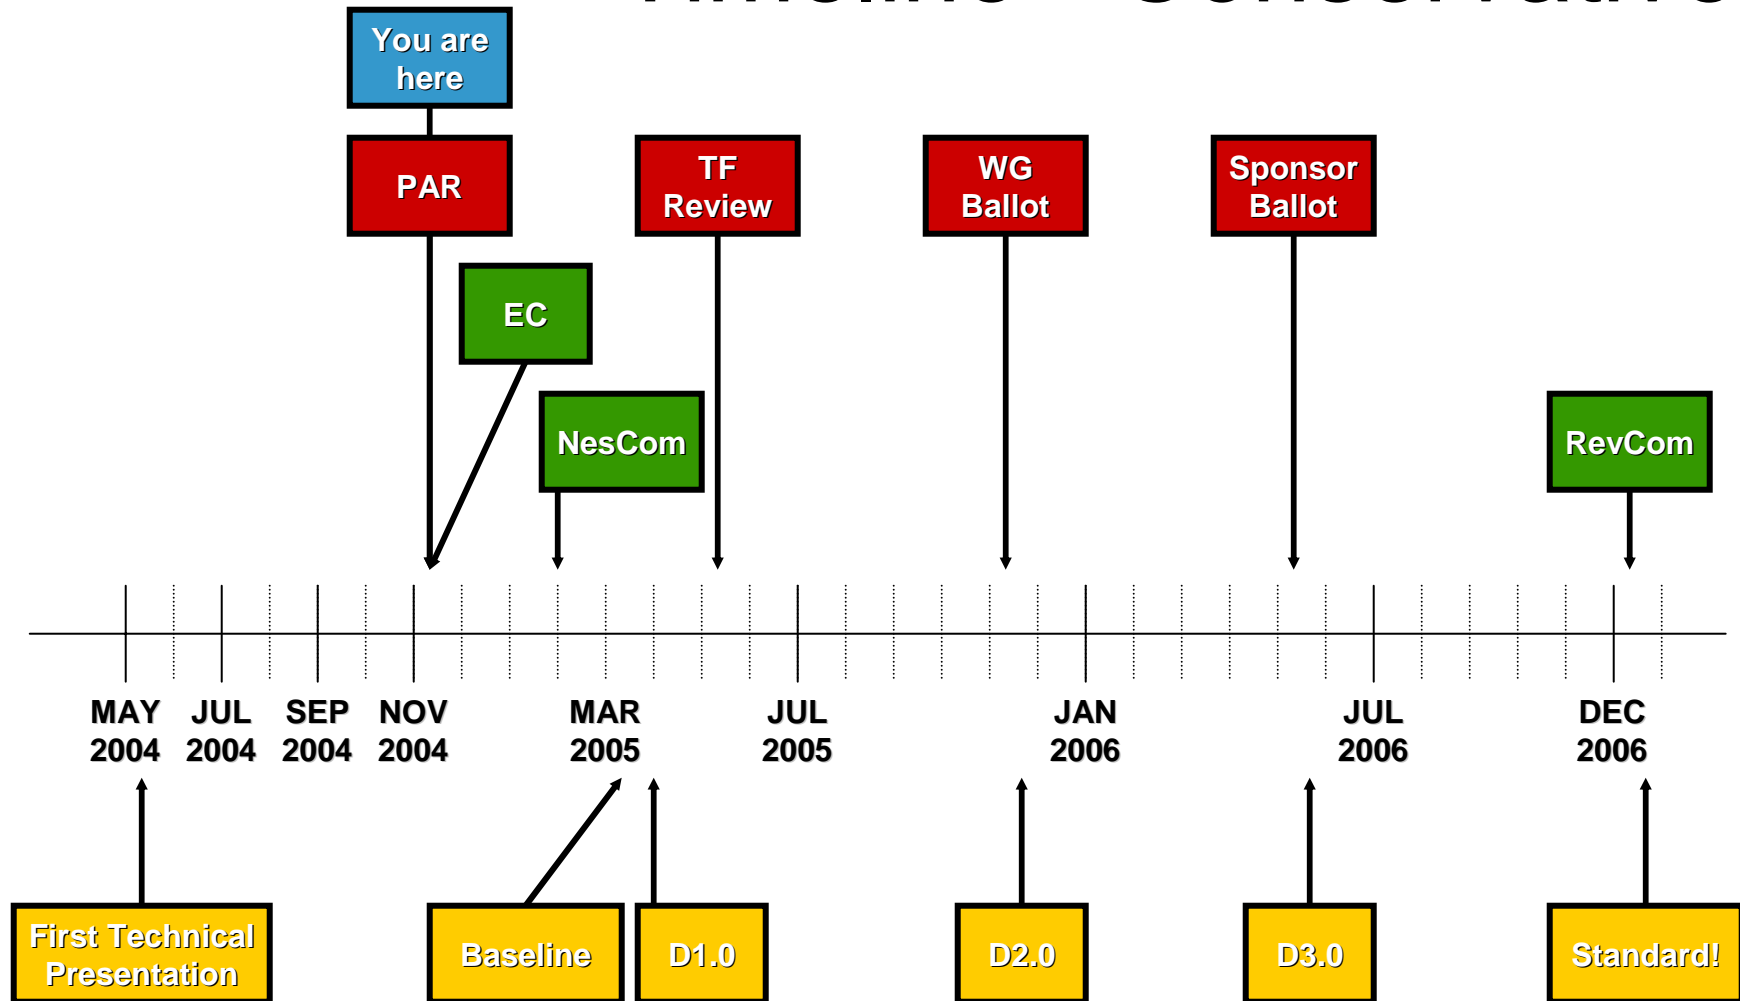 You are
here
PAR
TF
Review
WG
Ballot
Sponsor
Ballot
EC
NesCom
RevCom
MAY
2004
JUL
2004
SEP
2004
NOV
2004
MAR
2005
JUL
2005
JAN
2006
JUL
2006
DEC
2006
First Technical
Presentation
Baseline
D1.0
D2.0
D3.0
Standard!